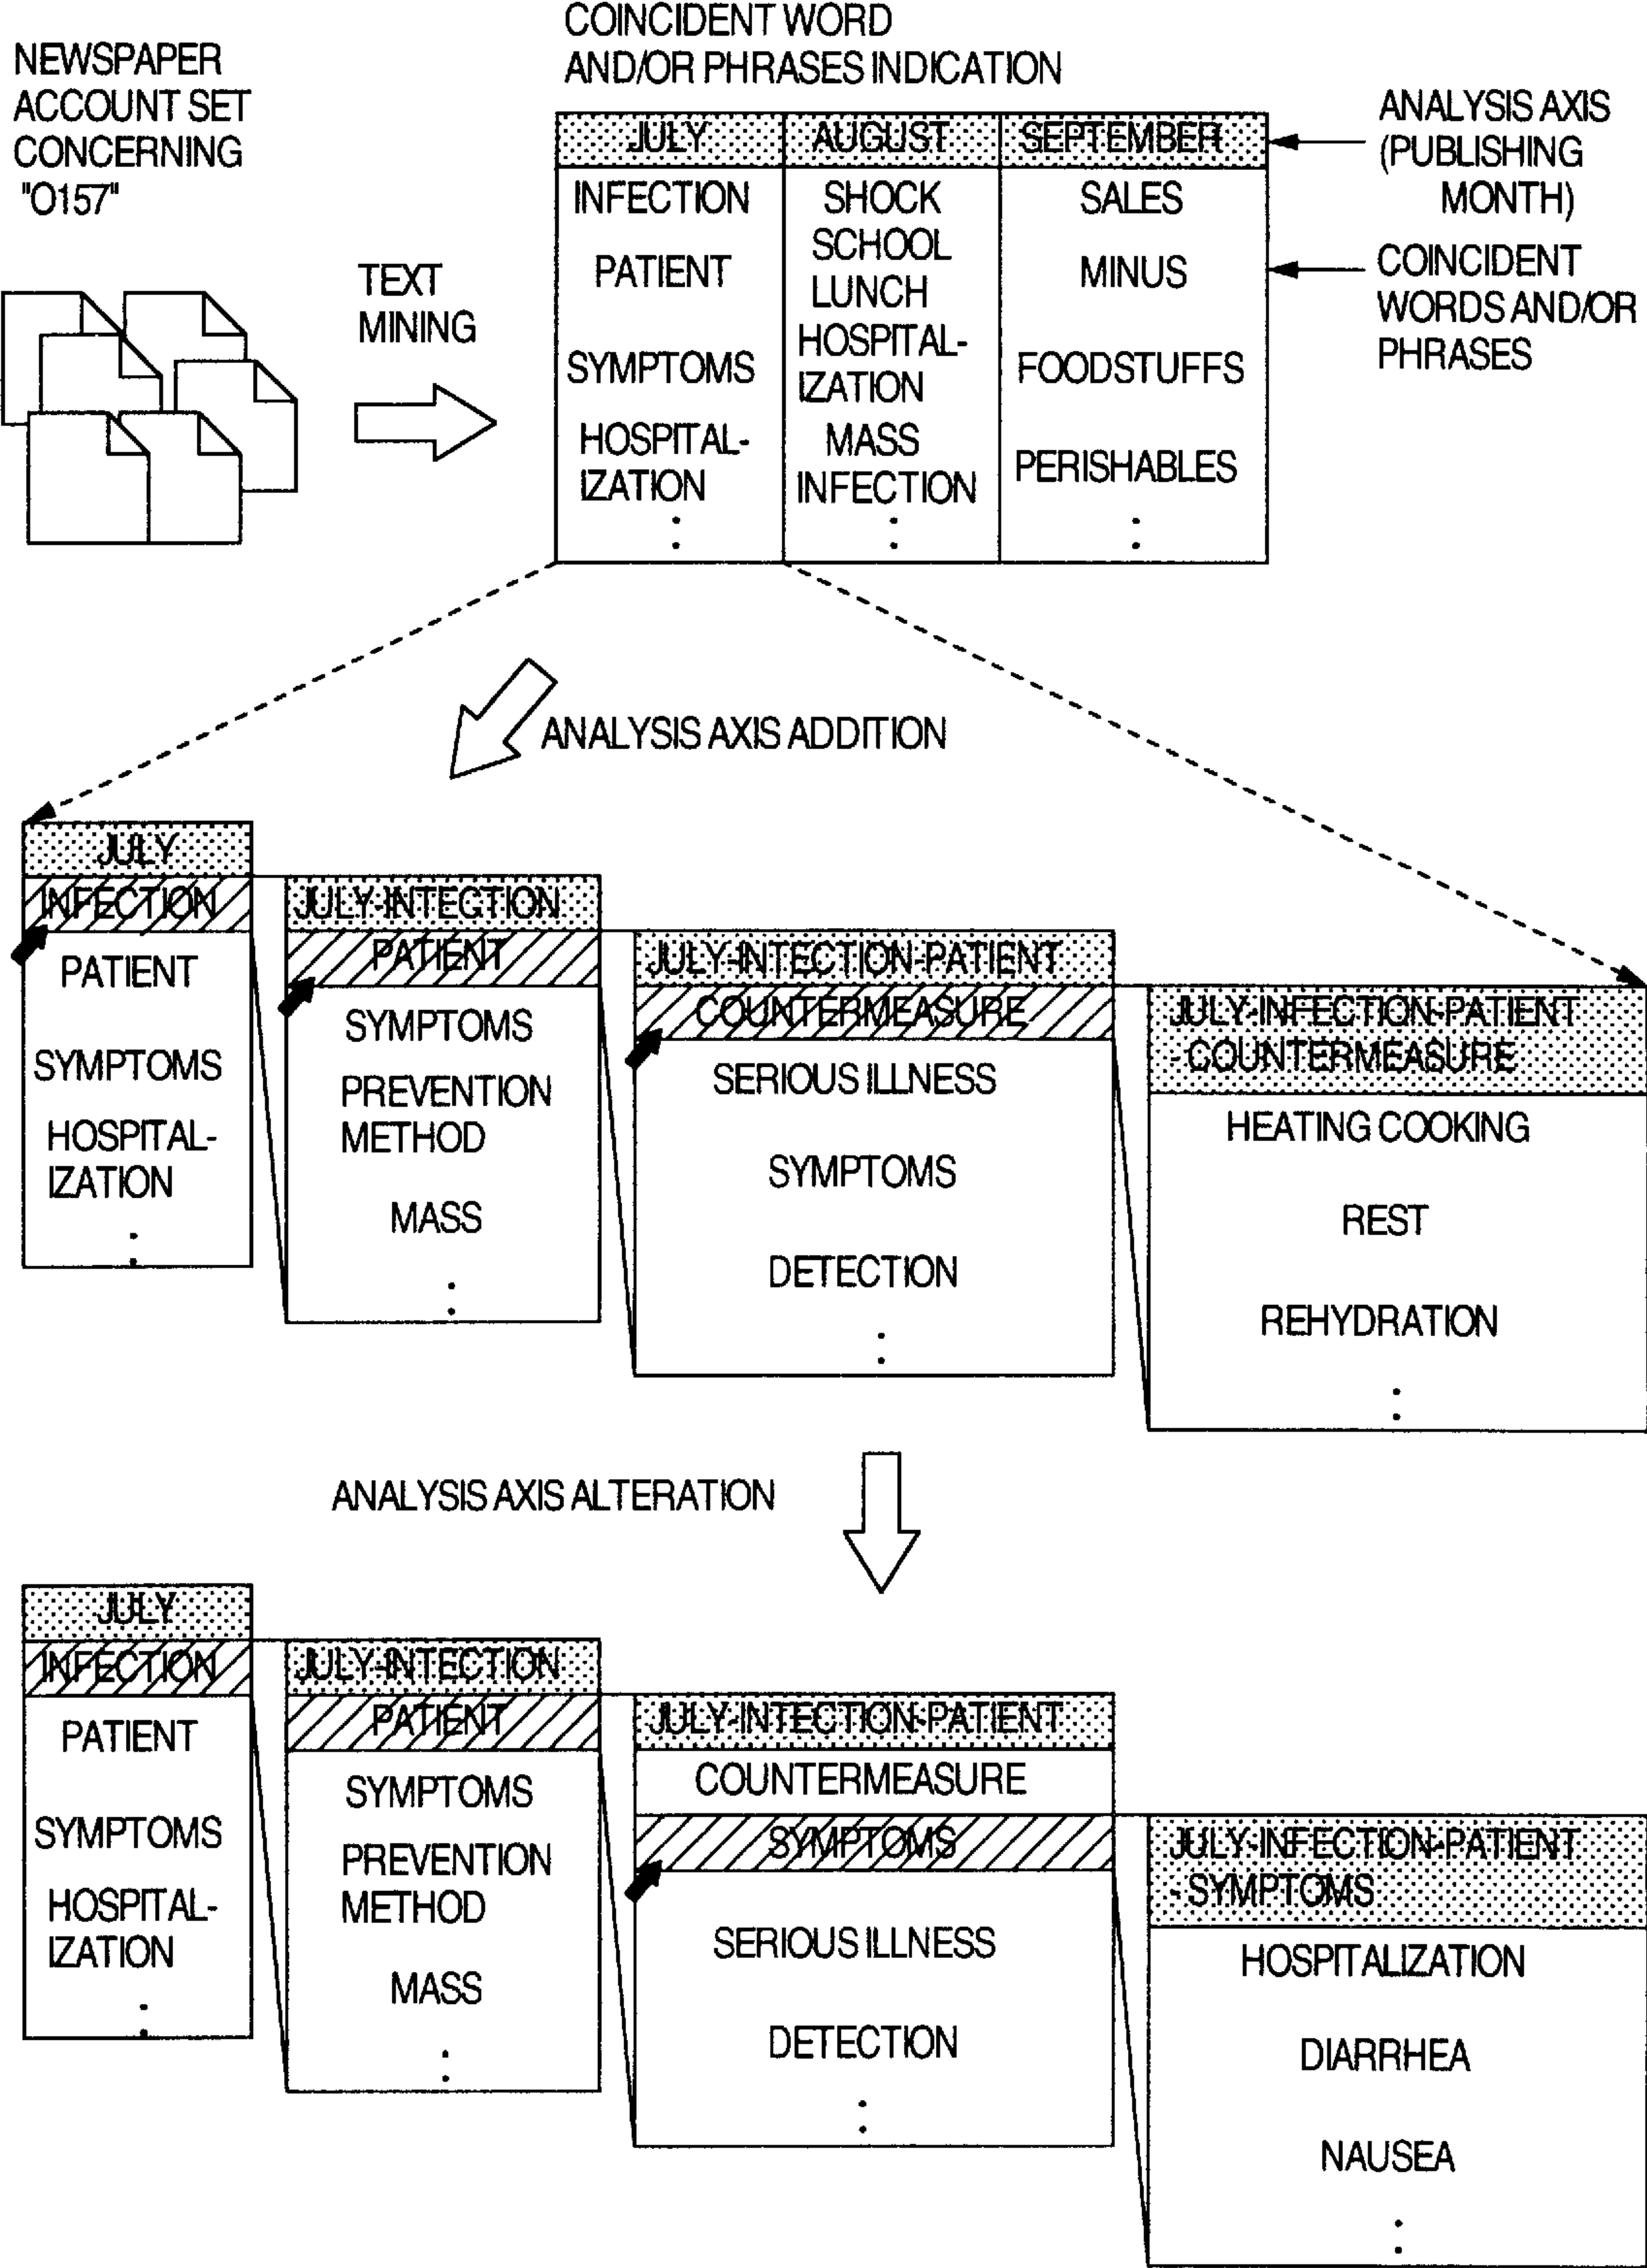 NEWSPAPER
ACCOUNT SET
CONCERNING
"O157"
COINCIDENT WORD
AND/OR PHRASES INDICATION
TEXT
MINING
JULY
AUGUST
SEPTEMBER
INFECTION
PATIENT
SYMPTOMS
HOSPITAL-
IZATION
SHOCK
SCHOOL
LUNCH
HOSPITAL-
IZATION
MASS
INFECTION
SALES
MINUS
FOODSTUFFS
PERISHABLES
ANALYSIS AXIS
(PUBLISHING
MONTH)
COINCIDENT
WORDS AND/OR
PHRASES
ANALYSIS AXIS ADDITION
JULY
INFECTION
PATIENT
SYMPTOMS
HOSPITAL-
IZATION
JULY-INTECTION
PATIENT
SYMPTOMS
PREVENTION
METHOD
MASS
JULY-INTECTION-PATIENT
COUNTERMEASURE
SERIOUS ILLNESS
SYMPTOMS
DETECTION
JULY-INFECTION-PATIENT
- COUNTERMEASURE
HEATING COOKING
REST
REHYDRATION
ANALYSIS AXIS ALTERATION
JULY
INFECTION
PATIENT
SYMPTOMS
HOSPITAL-
IZATION
JULY-INTECTION
PATIENT
SYMPTOMS
PREVENTION
METHOD
MASS
JULY-INTECTION-PATIENT
COUNTERMEASURE
SYMPTOMS
SERIOUS ILLNESS
DETECTION
JULY-INFECTION-PATIENT
- SYMPTOMS
HOSPITALIZATION
DIARRHEA
NAUSEA